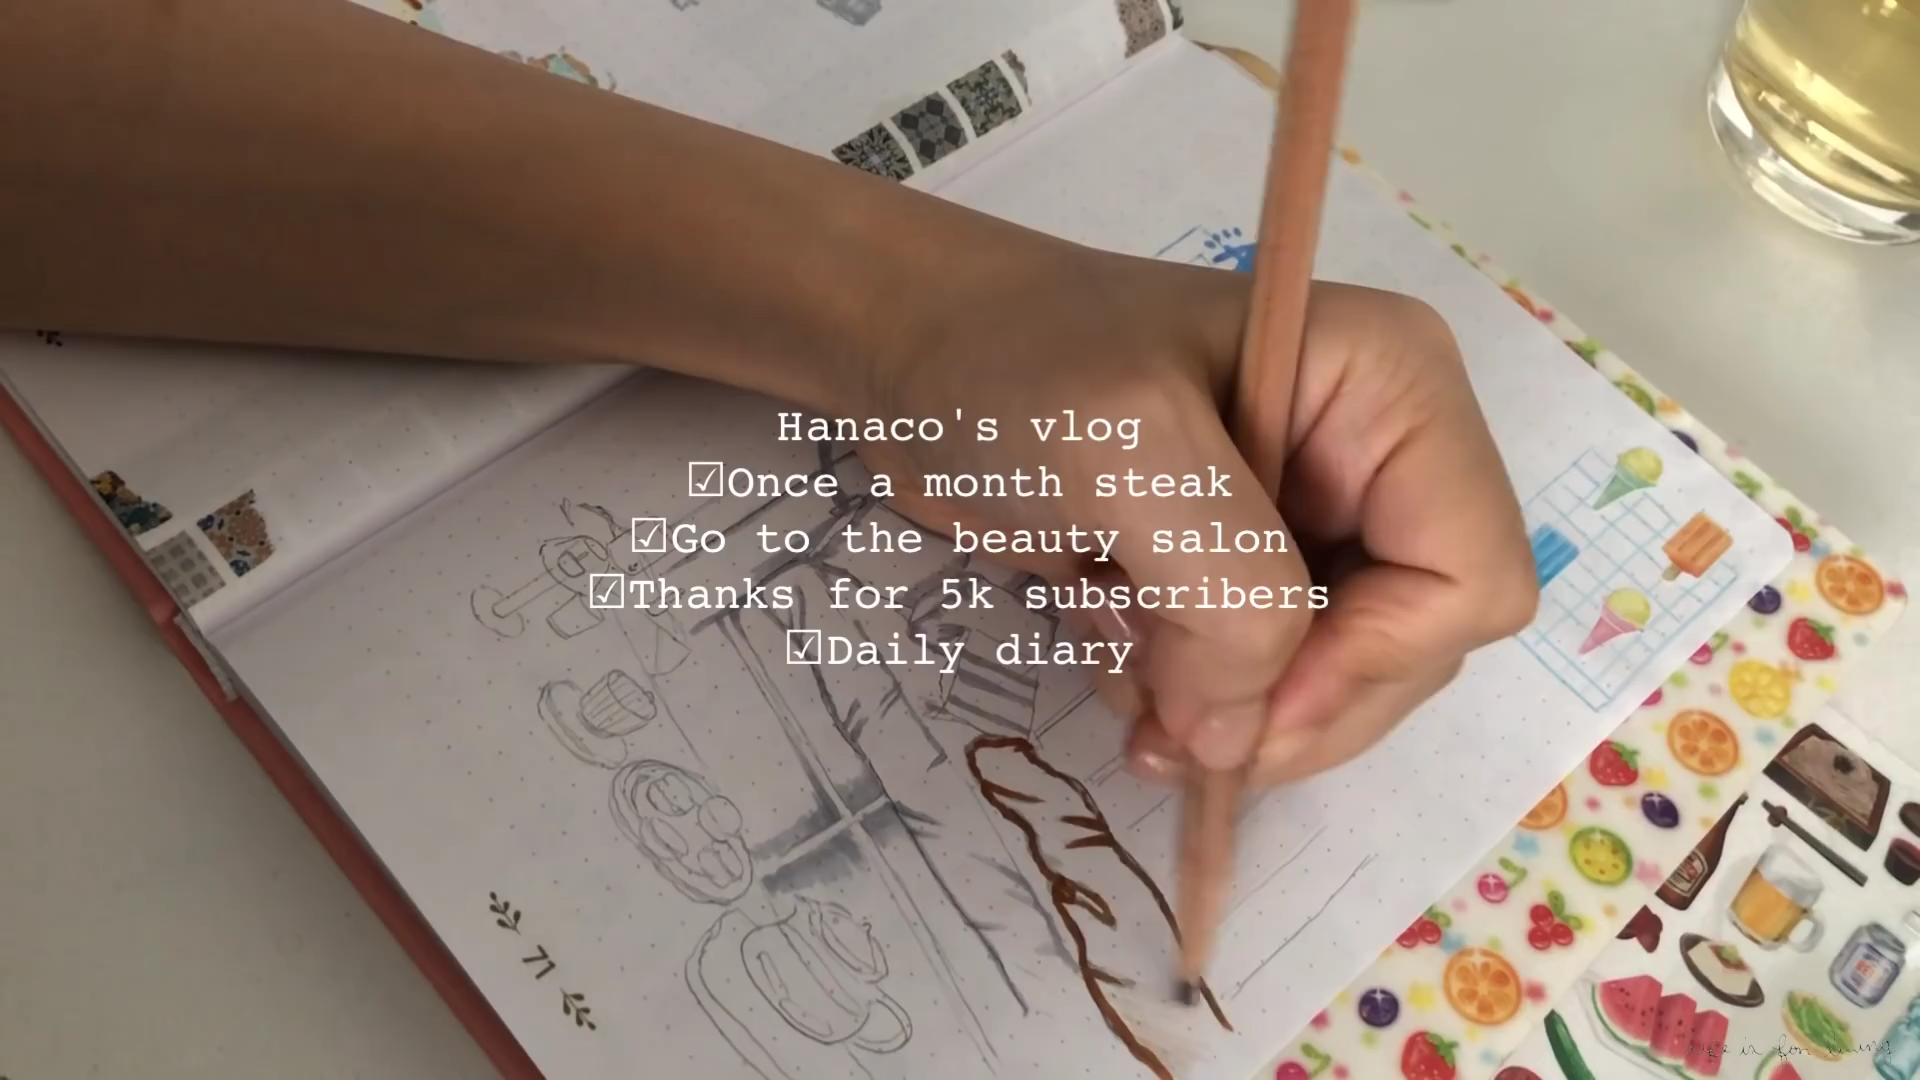 Hanaco's vlog
☑Once a month steak
☑Go to the beauty salon
☑Thanks for 5k subscribers
☑Daily diary
71